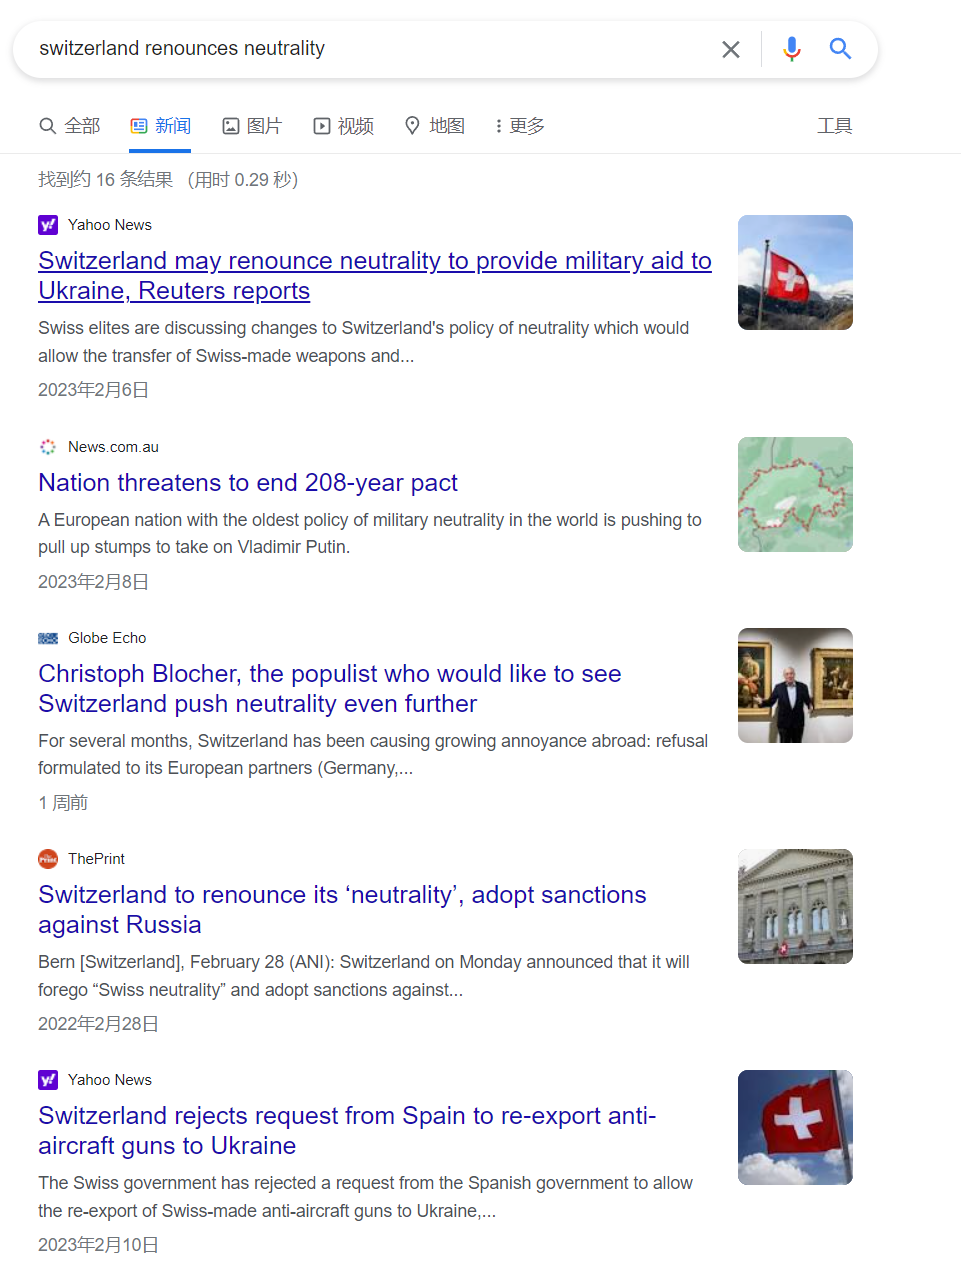 switzerland renounces neutrality
全部 新闻 图片 视频 地图 更多 工具
找到约 16 条结果 (用时 0.29 秒)
Yahoo News
Switzerland may renounce neutrality to provide military aid to
Ukraine, Reuters reports
Swiss elites are discussing changes to Switzerland's policy of neutrality which would
allow the transfer of Swiss-made weapons and...
2023年2月6日
News.com.au
Nation threatens to end 208-year pact
A European nation with the oldest policy of military neutrality in the world is pushing to
pull up stumps to take on Vladimir Putin.
2023年2月8日
Globe Echo
Christoph Blocher, the populist who would like to see
Switzerland push neutrality even further
For several months, Switzerland has been causing growing annoyance abroad: refusal
formulated to its European partners (Germany,...
1 周前
ThePrint
Switzerland to renounce its ‘neutrality’, adopt sanctions
against Russia
Bern [Switzerland], February 28 (ANI): Switzerland on Monday announced that it will
forego “Swiss neutrality” and adopt sanctions against...
2022年2月28日
Yahoo News
Switzerland rejects request from Spain to re-export anti-
aircraft guns to Ukraine
The Swiss government has rejected a request from the Spanish government to allow
the re-export of Swiss-made anti-aircraft guns to Ukraine,...
2023年2月10日